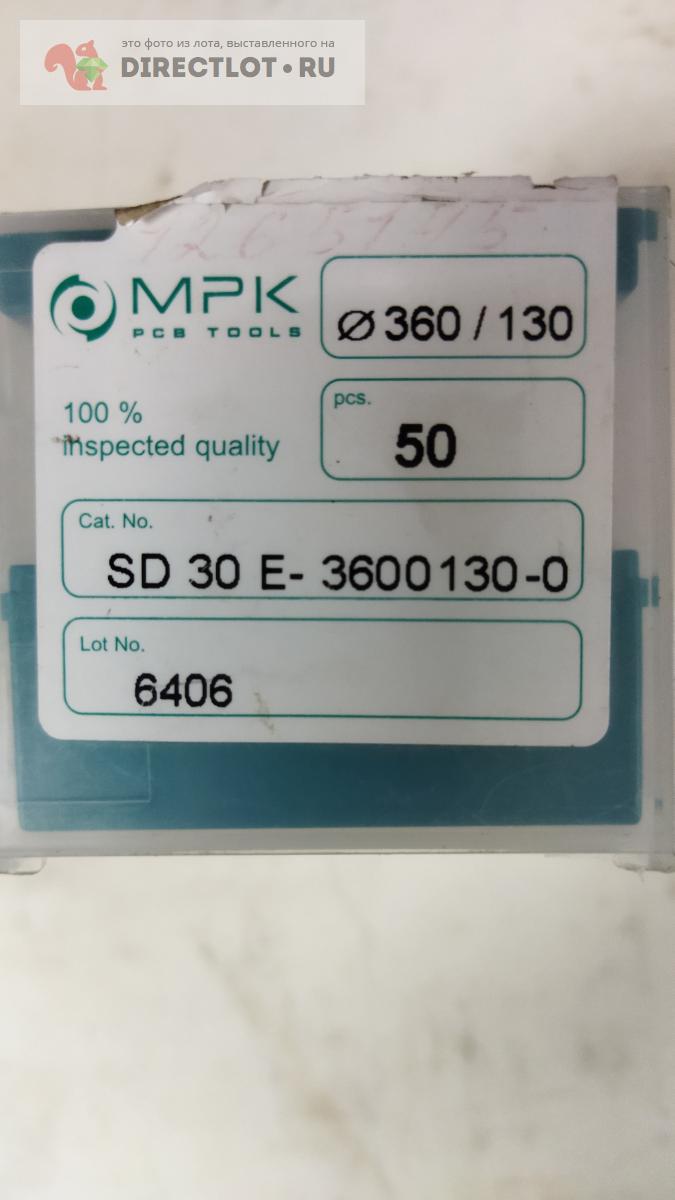 это фото из лота, выставленного на
DIRECTLOT.RU
MPK
PCB TOOLS
⌀ 360 / 130
100 %
inspected quality
pcs.
50
Cat. No.
SD 30 E- 3600130-0
Lot No.
6406